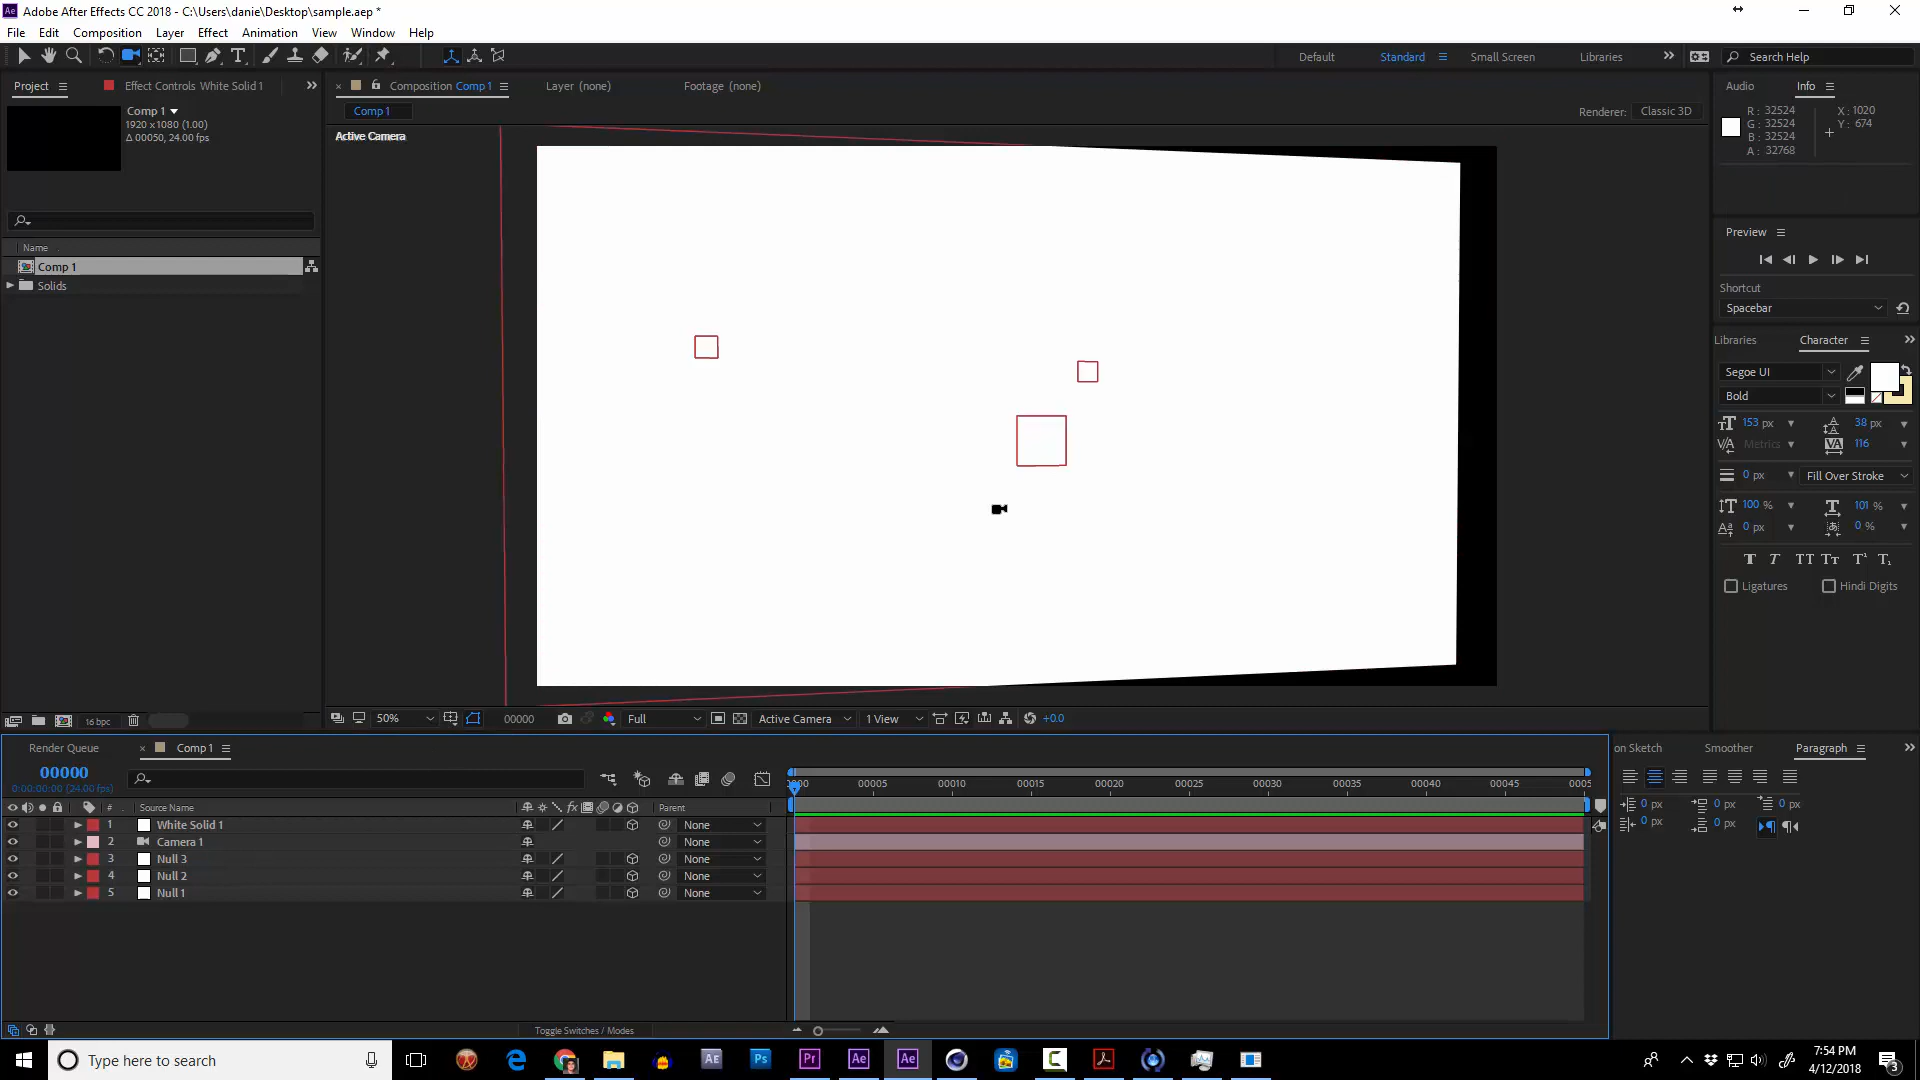 Adobe After Effects CC 2018 - C:\Users\danie\Desktop\sample.aep *
File Edit Composition Layer Effect Animation View Window Help
Default Standard Small Screen Libraries Search Help
Project Effect Controls White Solid 1
Comp 1
1920 x1080 (1.00)
Δ 00050, 24.00 fps
Name
Comp 1
Solids
16 bpc
Composition Comp 1 Layer (none) Footage (none)
Comp 1
Renderer: Classic 3D
Active Camera
50% 00000 Full Active Camera 1 View +0.0
Audio Info
R: 32524
G: 32524
B: 32524
A: 32768
X: 1020
Y: 674
Preview
Shortcut
Spacebar
Libraries Character
Segoe UI
Bold
153 px 38 px
Metrics 116
0 px Fill Over Stroke
100 % 101 %
0 px 0 %
Ligatures Hindi Digits
Render Queue Comp 1
00000
0:00:00:00 (24.00 fps)
# Source Name Parent
1 White Solid 1 None
2 Camera 1 None
3 Null 3 None
4 Null 2 None
5 Null 1 None
00005 00010 00015 00020 00025 00030 00035 00040 00045
Toggle Switches / Modes
on Sketch Smoother Paragraph
0 px 0 px 0 px
0 px 0 px
Type here to search
7:54 PM
4/12/2018
3